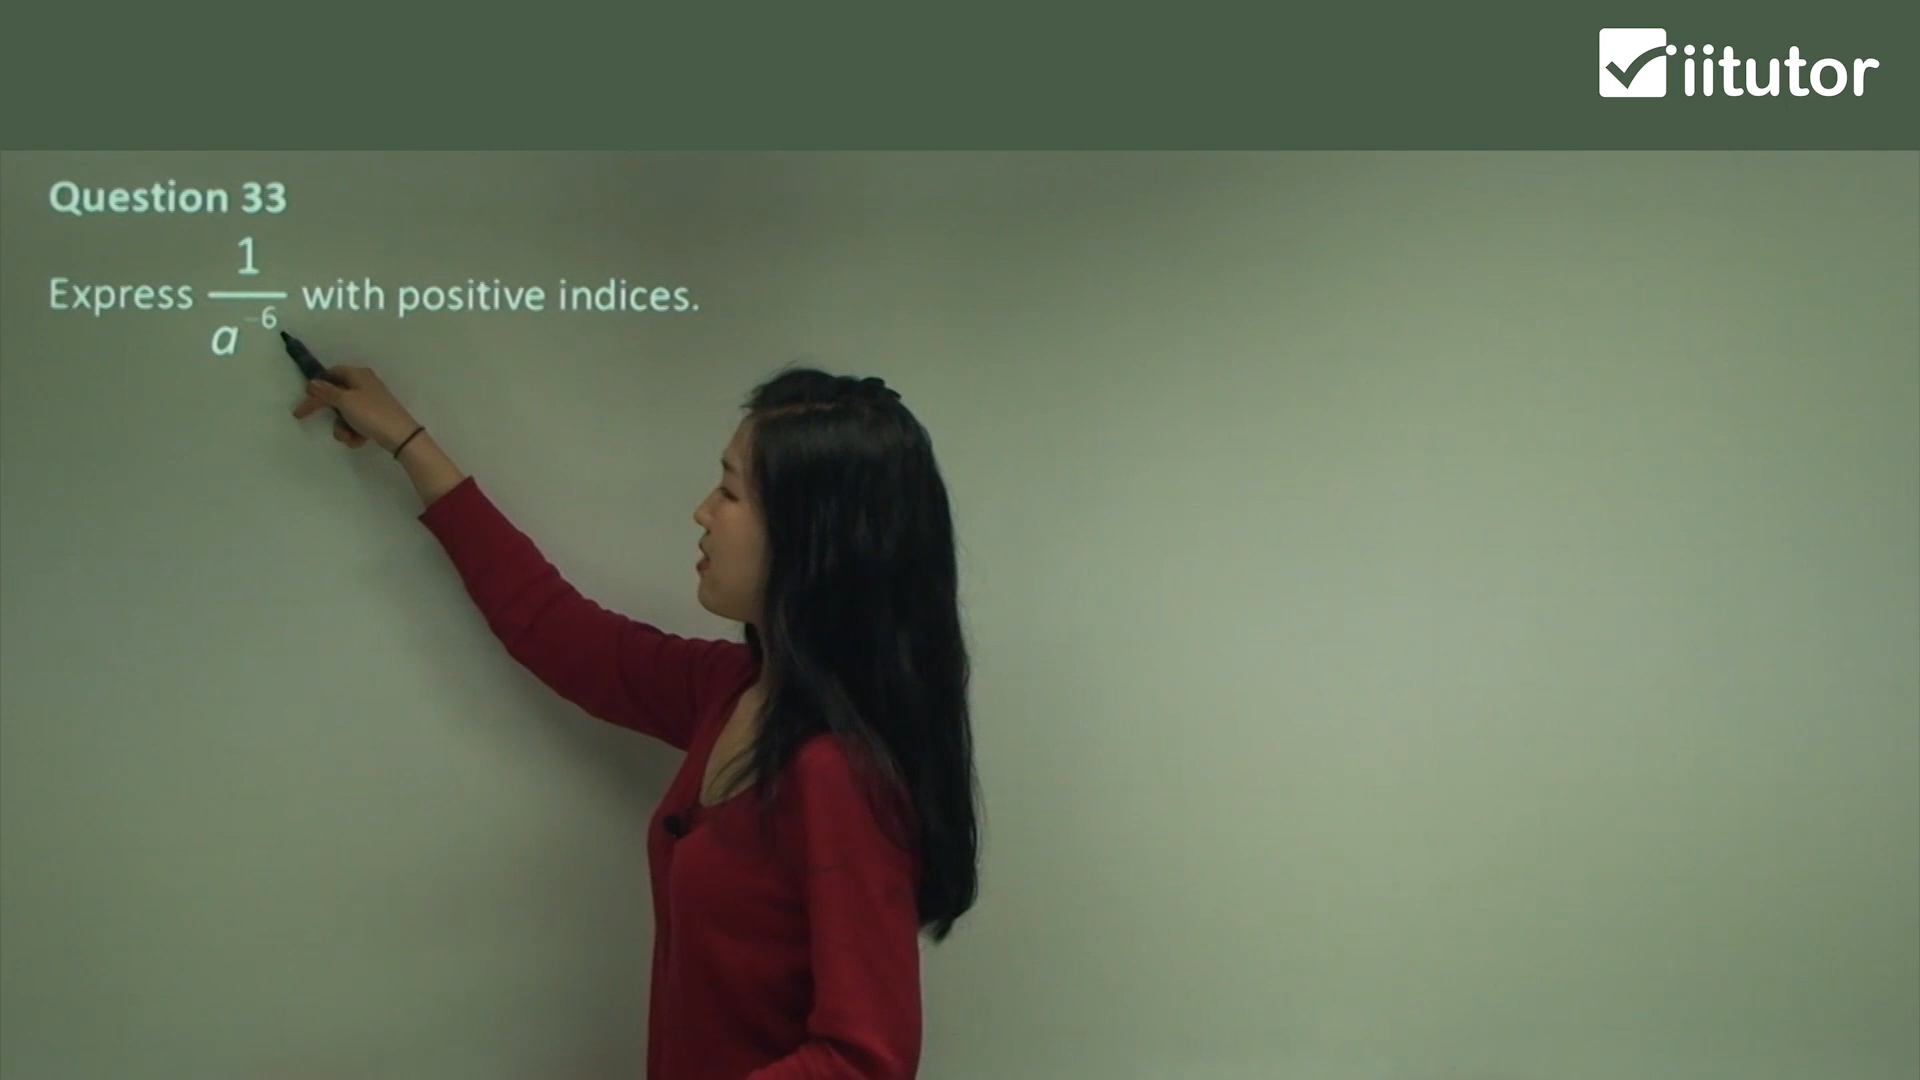 iitutor
Question 33
Express 1/a⁻⁶ with positive indices.